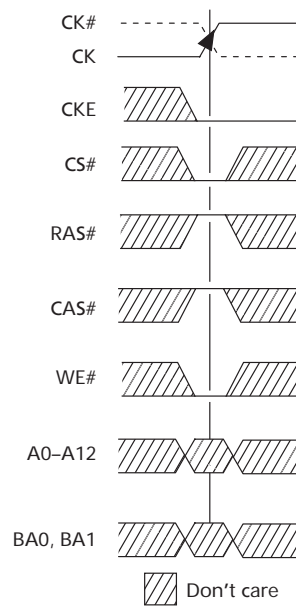 CK#
CK
CKE
CS#
RAS#
CAS#
WE#
A0–A12
BA0, BA1
Don't care